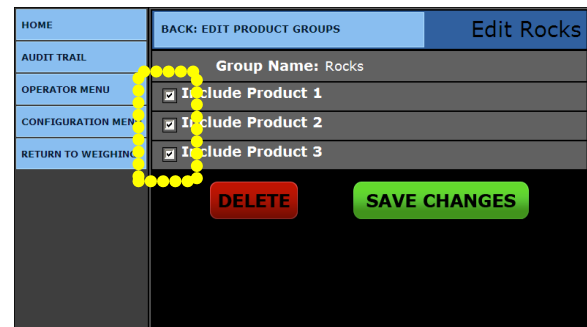 HOME
AUDIT TRAIL
OPERATOR MENU
CONFIGURATION MEN
RETURN TO WEIGHING
BACK: EDIT PRODUCT GROUPS
Edit Rocks
Group Name: Rocks
Include Product 1
Include Product 2
Include Product 3
DELETE
SAVE CHANGES